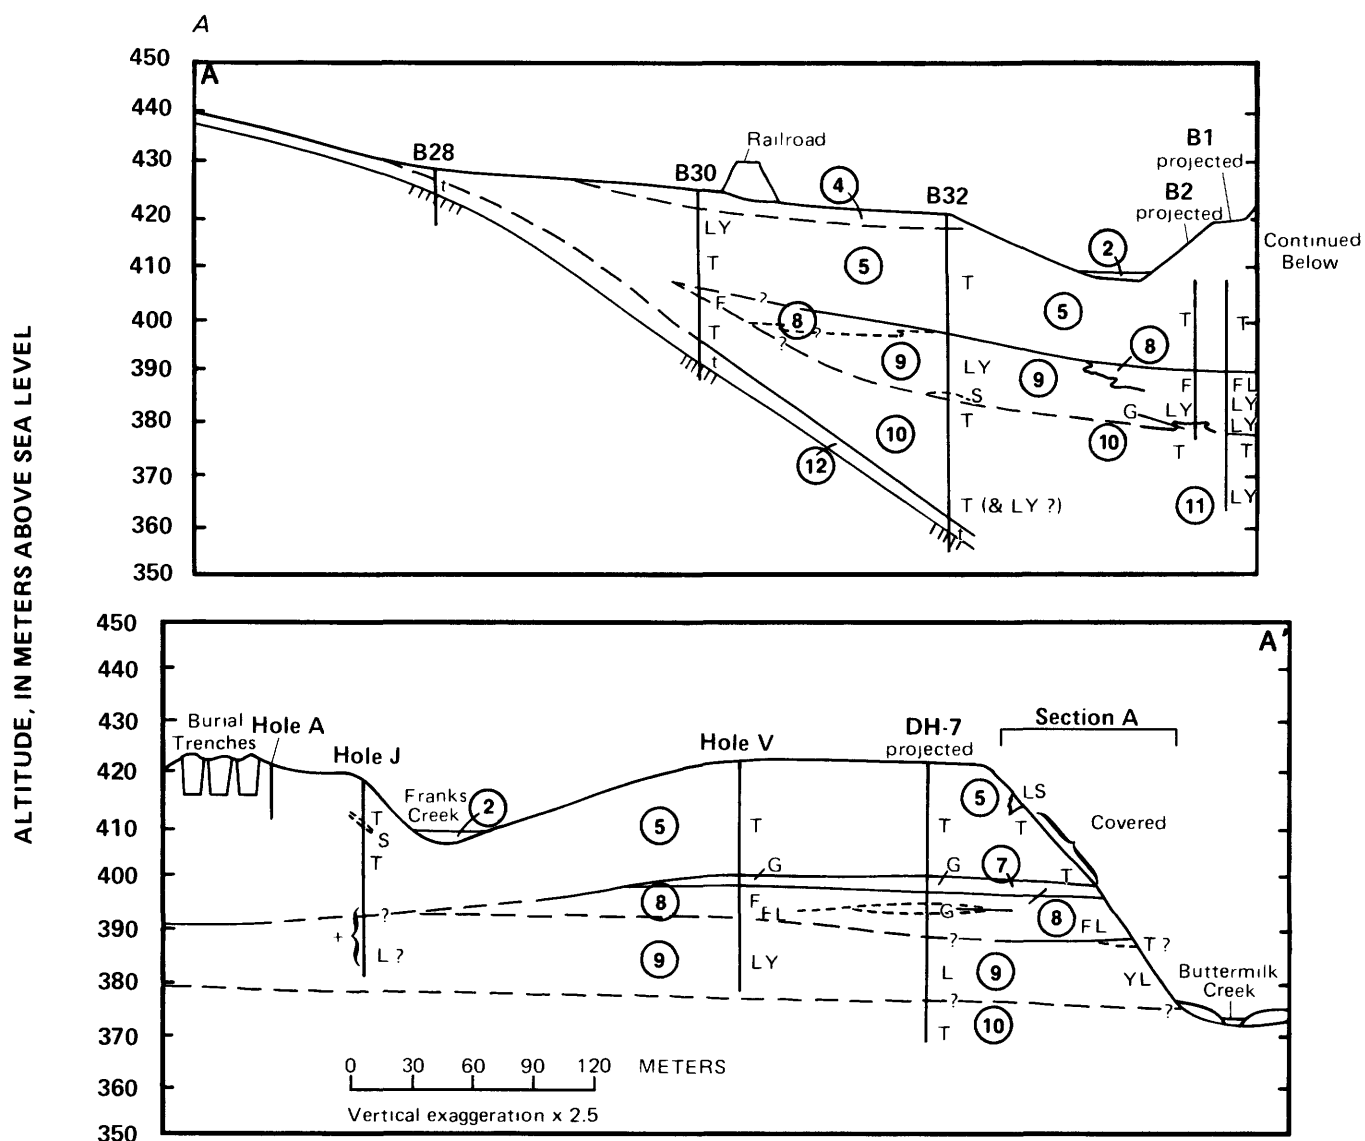 A
450
A
440
430
420
410
400
390
380
370
360
350
B28
B30
Railroad
B32
B1
projected
B2
projected
Continued
Below
4
2
5
5
8
8
9
9
10
10
11
12
t
LY
T
F
T
t
?
?
?
T
LY
S
T
T (& LY ?)
t
T
F
LY
G
T
T
FL
LY
LY
T
LY
ALTITUDE, IN METERS ABOVE SEA LEVEL
450
A'
440
430
420
410
400
390
380
370
360
350
Burial
Trenches
Hole A
Hole J
Franks
Creek
2
Hole V
DH-7
projected
Section A
LS
T
Covered
T
5
5
T
S
T
?
+
L ?
T
G
T
G
7
8
8
F
FL
G
FL
?
T ?
9
9
LY
L
YL
?
?
10
T
Buttermilk
Creek
0 30 60 90 120 METERS
Vertical exaggeration x 2.5